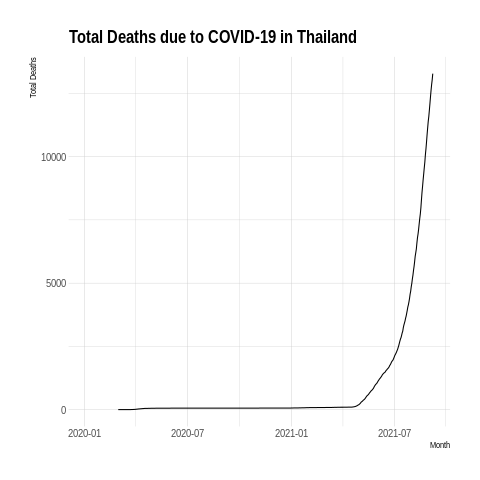 Total Deaths due to COVID-19 in Thailand
Total Deaths
10000
5000
0
2020-01 2020-07 2021-01 2021-07
Month